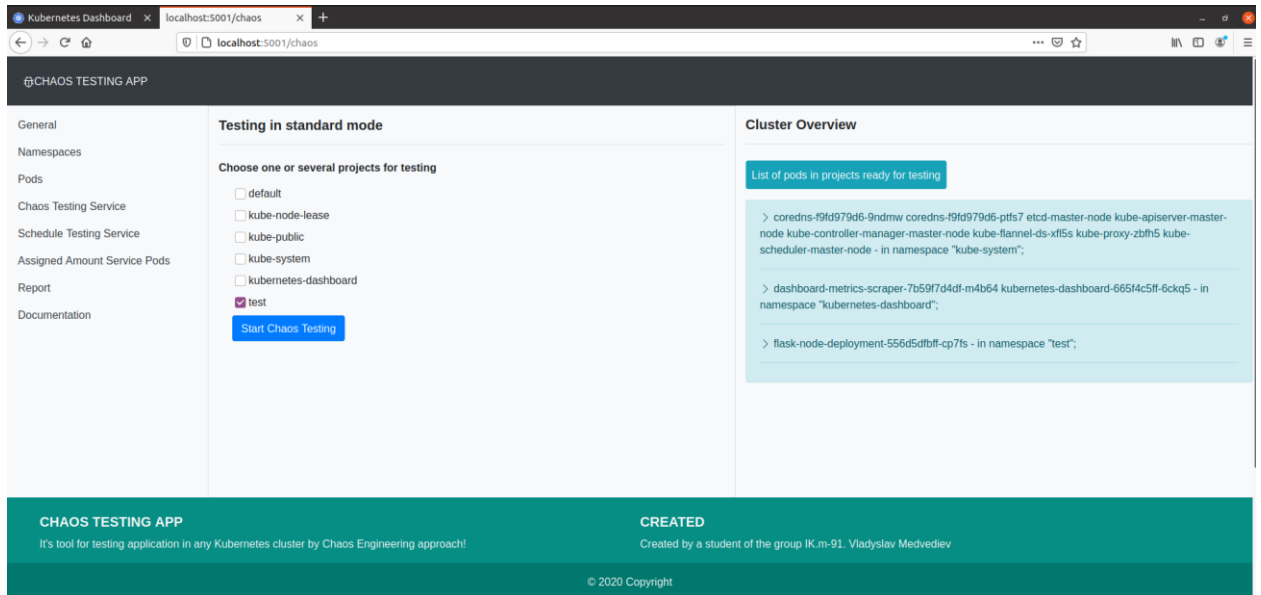 Kubernetes Dashboard
localhost:5001/chaos
localhost:5001/chaos
CHAOS TESTING APP
General
Namespaces
Pods
Chaos Testing Service
Schedule Testing Service
Assigned Amount Service Pods
Report
Documentation
Testing in standard mode
Choose one or several projects for testing
default
kube-node-lease
kube-public
kube-system
kubernetes-dashboard
test
Start Chaos Testing
Cluster Overview
List of pods in projects ready for testing
coredns-f9fd979d6-9ndmw coredns-f9fd979d6-ptfs7 etcd-master-node kube-apiserver-master-
node kube-controller-manager-master-node kube-flannel-ds-xfl5s kube-proxy-zbfh5 kube-
scheduler-master-node - in namespace "kube-system";
dashboard-metrics-scraper-7b59f7d4df-m4b64 kubernetes-dashboard-665f4c5ff-6ckq5 - in
namespace "kubernetes-dashboard";
flask-node-deployment-556d5dfbff-cp7fs - in namespace "test";
CHAOS TESTING APP
It's tool for testing application in any Kubernetes cluster by Chaos Engineering approach!
CREATED
Created by a student of the group IK.m-91. Vladyslav Medvediev
© 2020 Copyright